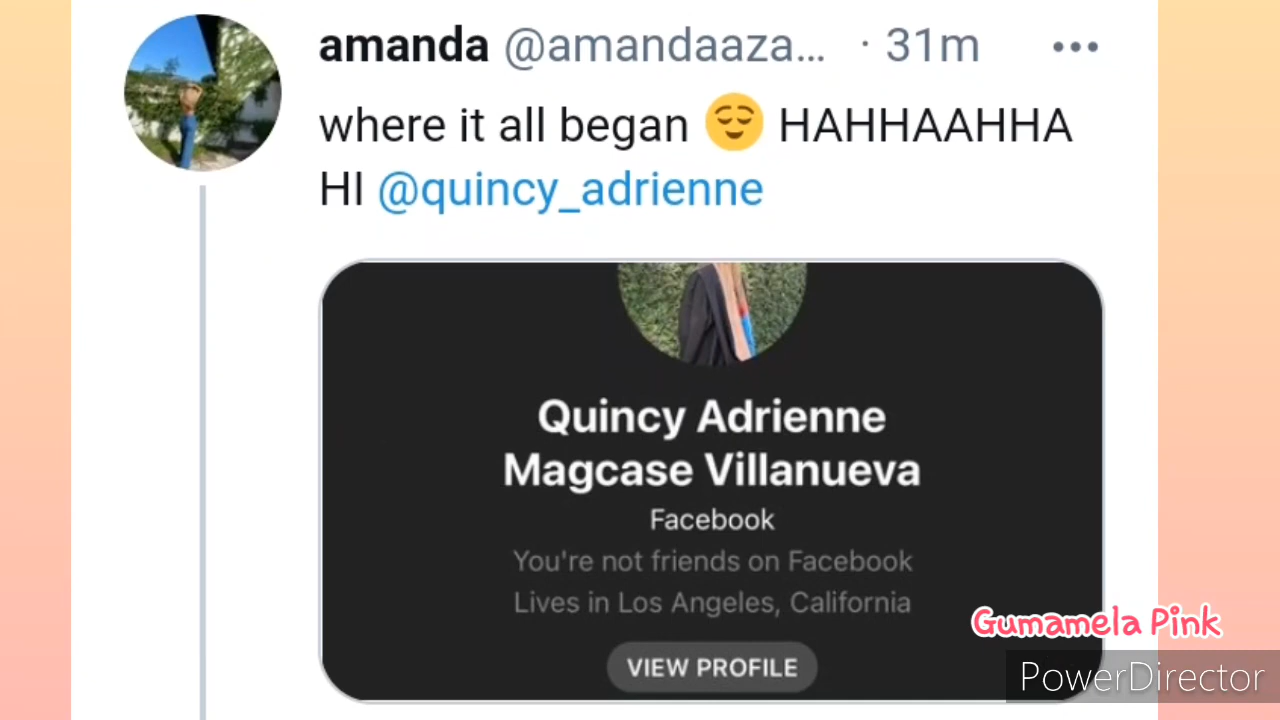 amanda @amandaaza... · 31m
where it all began 😌 HAHHAAHHA
HI @quincy_adrienne
Quincy Adrienne
Magcase Villanueva
Facebook
You're not friends on Facebook
Lives in Los Angeles, California
VIEW PROFILE
Gumamela Pink
PowerDirector